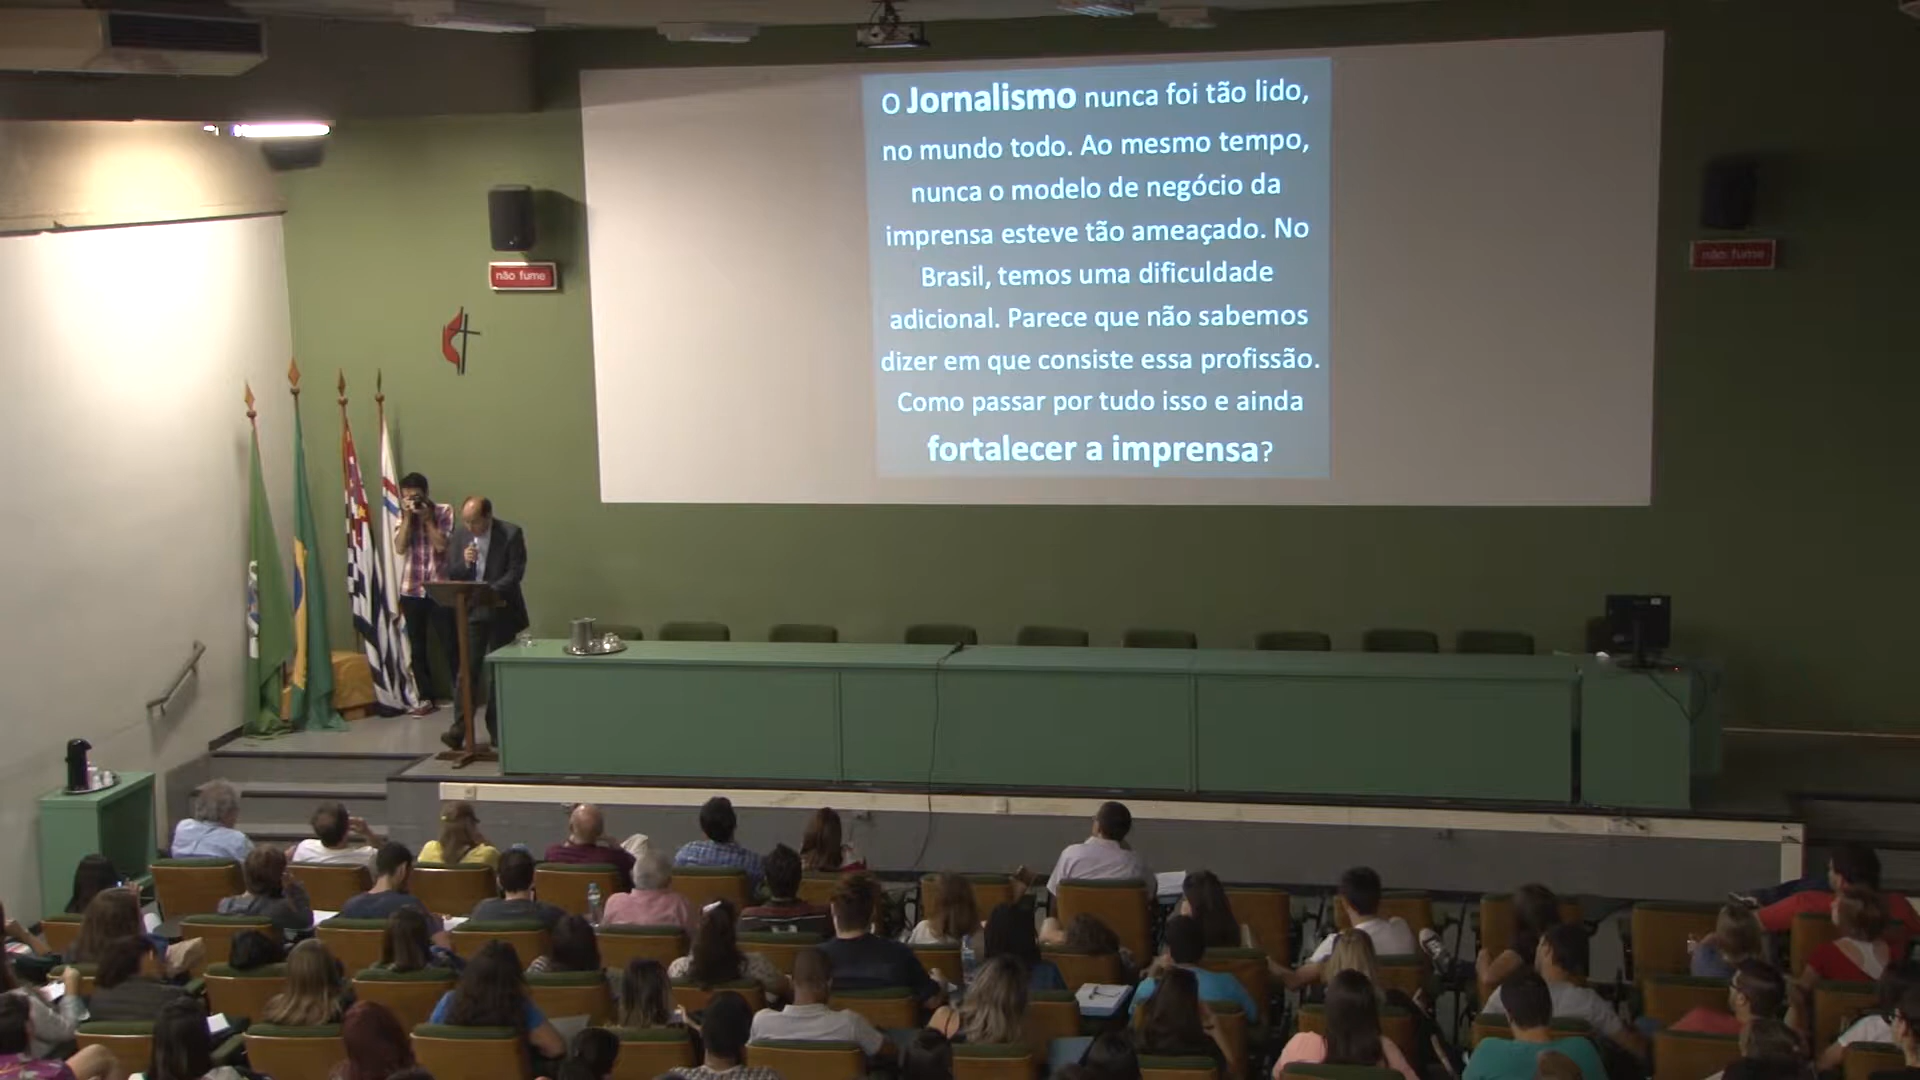 O Jornalismo nunca foi tão lido,
no mundo todo. Ao mesmo tempo,
nunca o modelo de negócio da
imprensa esteve tão ameaçado. No
Brasil, temos uma dificuldade
adicional. Parece que não sabemos
dizer em que consiste essa profissão.
Como passar por tudo isso e ainda
fortalecer a imprensa?
não fume
não fume